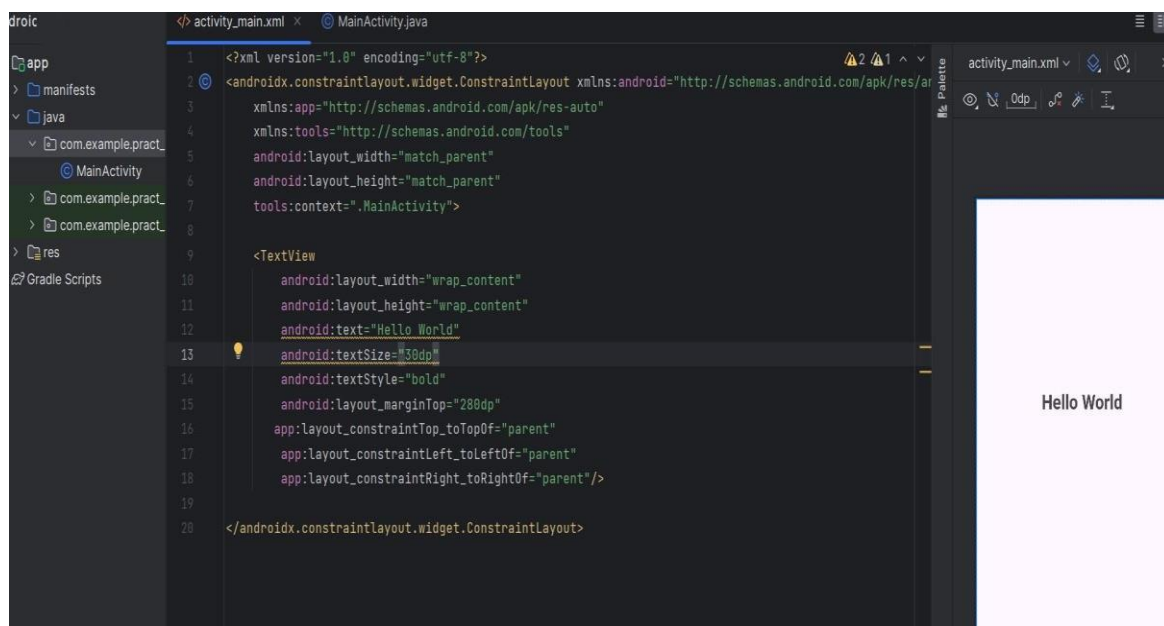 droic
app
manifests
java
com.example.pract_
MainActivity
com.example.pract_
com.example.pract_
res
Gradle Scripts
</> activity_main.xml ×
MainActivity.java
1 <?xml version="1.0" encoding="utf-8"?>
2 <androidx.constraintlayout.widget.ConstraintLayout xmlns:android="http://schemas.android.com/apk/res/an
3 xmlns:app="http://schemas.android.com/apk/res-auto"
4 xmlns:tools="http://schemas.android.com/tools"
5 android:layout_width="match_parent"
6 android:layout_height="match_parent"
7 tools:context=".MainActivity">
8
9 <TextView
10 android:layout_width="wrap_content"
11 android:layout_height="wrap_content"
12 android:text="Hello World"
13 android:textSize="30dp"
14 android:textStyle="bold"
15 android:layout_marginTop="280dp"
16 app:layout_constraintTop_toTopOf="parent"
17 app:layout_constraintLeft_toLeftOf="parent"
18 app:layout_constraintRight_toRightOf="parent"/>
19
20 </androidx.constraintlayout.widget.ConstraintLayout>
2 1
Palette
activity_main.xml
0dp
Hello World